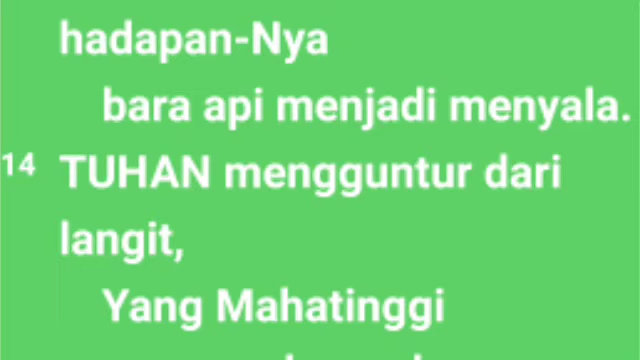 hadapan-Nya
bara api menjadi menyala.
14 TUHAN mengguntur dari
langit,
Yang Mahatinggi